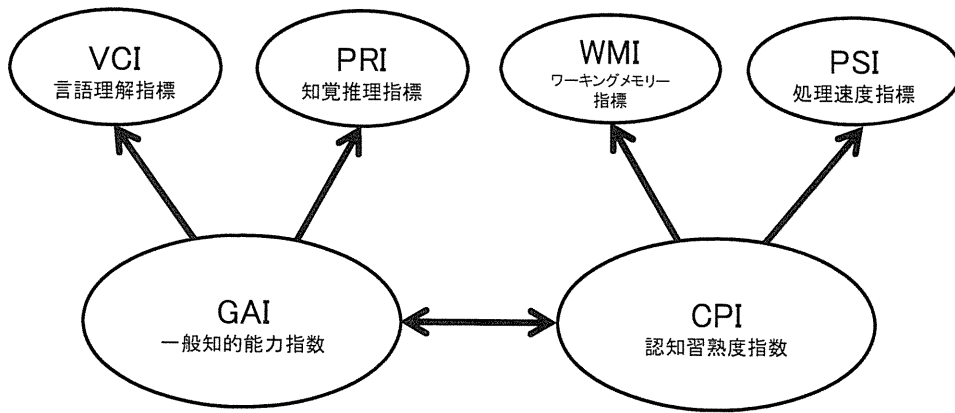 VCI
言語理解指標
PRI
知覚推理指標
WMI
ワーキングメモリー
指標
PSI
処理速度指標
GAI
一般知的能力指数
CPI
認知習熟度指数